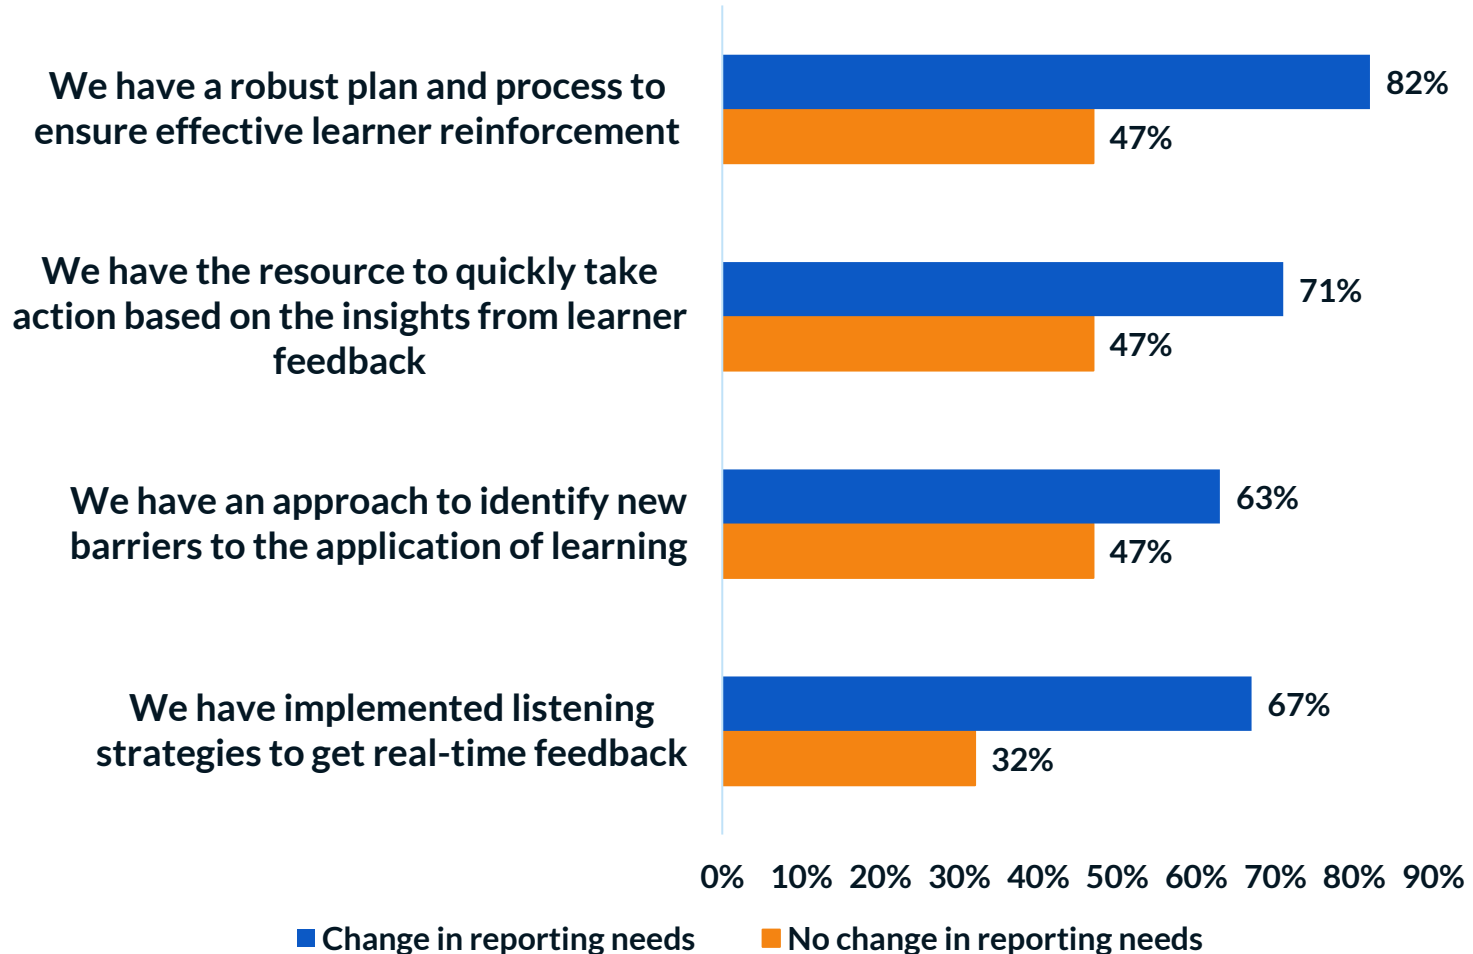 We have a robust plan and process to
ensure effective learner reinforcement
82%
47%
We have the resource to quickly take
action based on the insights from learner
feedback
71%
47%
We have an approach to identify new
barriers to the application of learning
63%
47%
We have implemented listening
strategies to get real-time feedback
67%
32%
0% 10% 20% 30% 40% 50% 60% 70% 80% 90%
Change in reporting needs No change in reporting needs